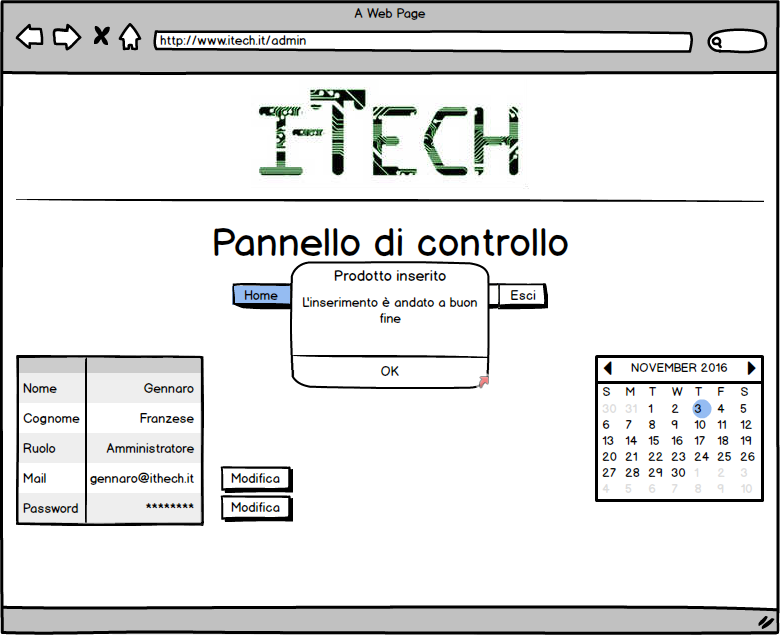 A Web Page
http://www.itech.it/admin
I-TECH
Pannello di controllo
Home
Esci
Prodotto inserito
L'inserimento è andato a buon
fine
OK
Nome Gennaro
Cognome Franzese
Ruolo Amministratore
Mail gennaro@ithech.it Modifica
Password ******** Modifica
NOVEMBER 2016
S M T W T F S
30 31 1 2 3 4 5
6 7 8 9 10 11 12
13 14 15 16 17 18 19
20 21 22 23 24 25 26
27 28 29 30 1 2 3
4 5 6 7 8 9 10